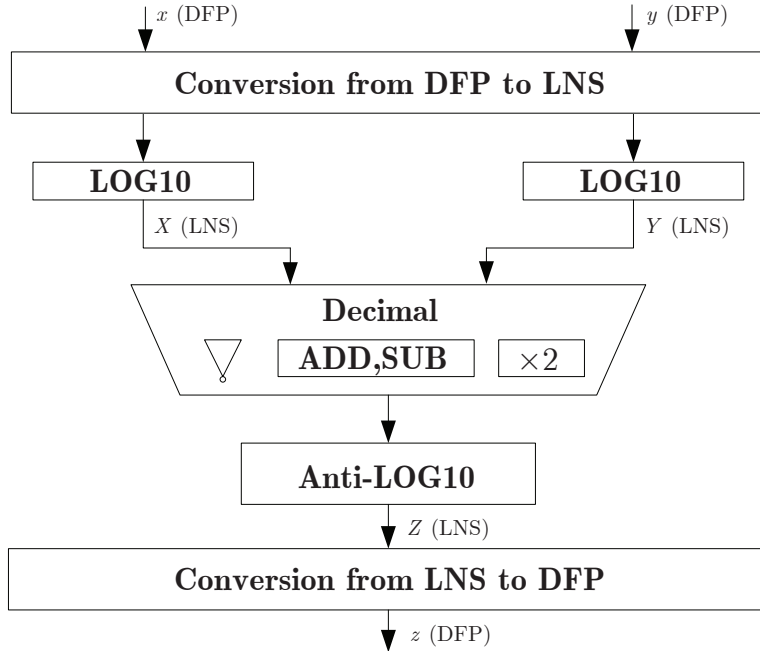 x (DFP) y (DFP)
Conversion from DFP to LNS
LOG10 LOG10
X (LNS) Y (LNS)
Decimal
ADD,SUB ×2
Anti-LOG10
Z (LNS)
Conversion from LNS to DFP
z (DFP)